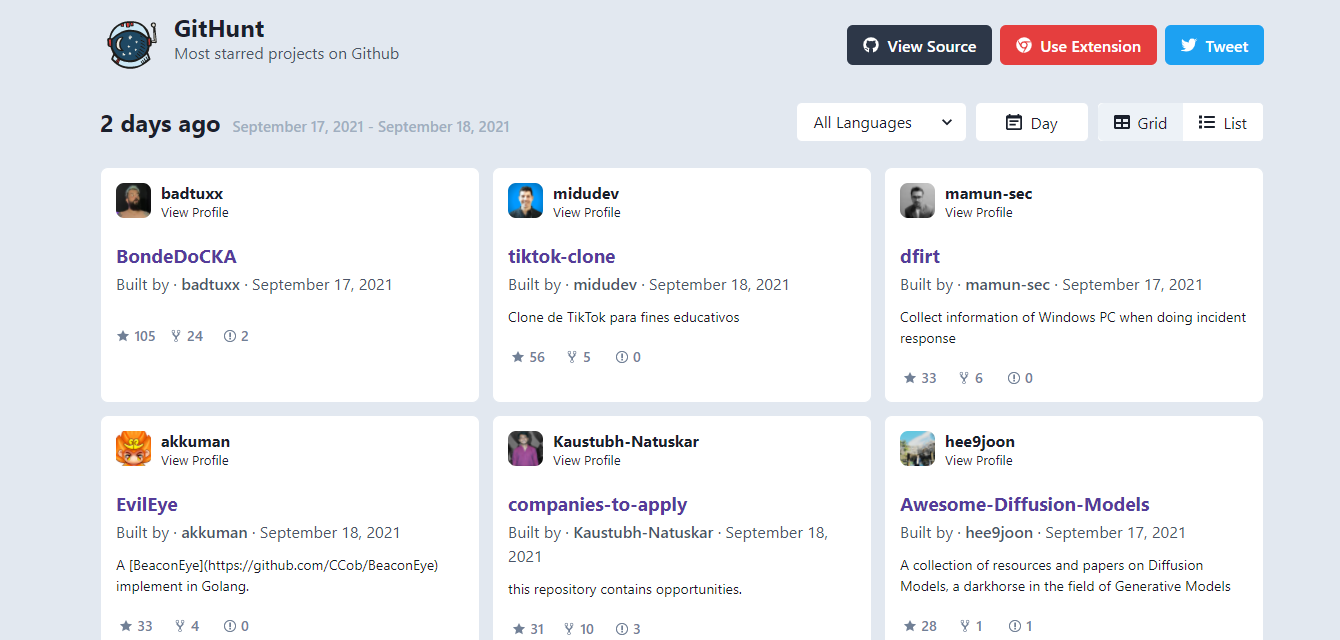 GitHunt
Most starred projects on Github
View Source
Use Extension
Tweet
2 days ago September 17, 2021 - September 18, 2021
All Languages
Day
Grid
List
badtuxx
View Profile
BondeDoCKA
Built by · badtuxx · September 17, 2021
105 24 2
midudev
View Profile
tiktok-clone
Built by · midudev · September 18, 2021
Clone de TikTok para fines educativos
56 5 0
mamun-sec
View Profile
dfirt
Built by · mamun-sec · September 17, 2021
Collect information of Windows PC when doing incident
response
33 6 0
akkuman
View Profile
EvilEye
Built by · akkuman · September 18, 2021
A [BeaconEye](https://github.com/CCob/BeaconEye)
implement in Golang.
33 4 0
Kaustubh-Natuskar
View Profile
companies-to-apply
Built by · Kaustubh-Natuskar · September 18,
2021
this repository contains opportunities.
31 10 3
hee9joon
View Profile
Awesome-Diffusion-Models
Built by · hee9joon · September 17, 2021
A collection of resources and papers on Diffusion
Models, a darkhorse in the field of Generative Models
28 1 1